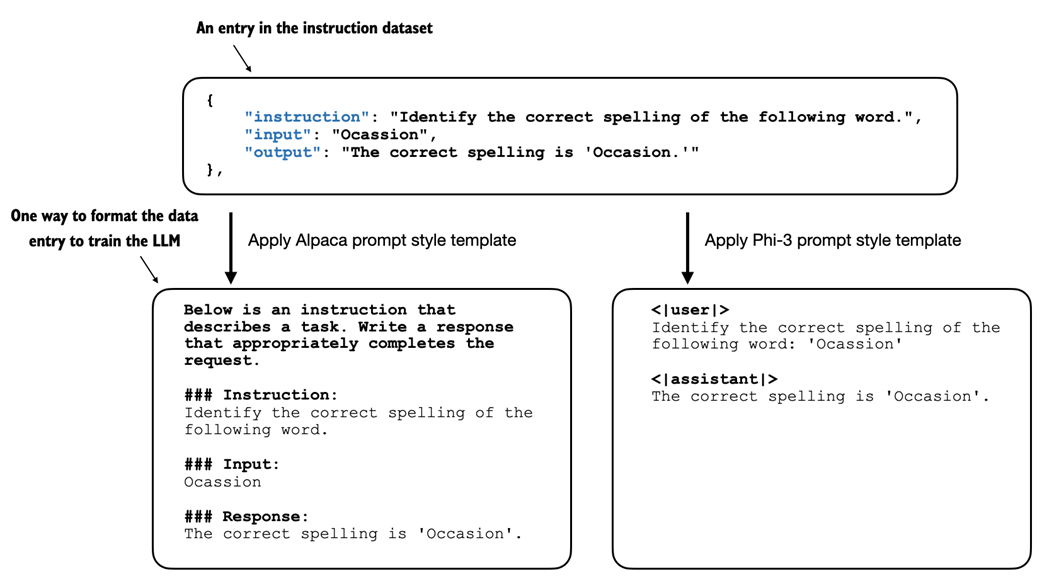 An entry in the instruction dataset
{
"instruction": "Identify the correct spelling of the following word.",
"input": "Ocassion",
"output": "The correct spelling is 'Occasion.'"
},
One way to format the data
entry to train the LLM
Apply Alpaca prompt style template
Apply Phi-3 prompt style template
Below is an instruction that
describes a task. Write a response
that appropriately completes the
request.
### Instruction:
Identify the correct spelling of the
following word.
### Input:
Ocassion
### Response:
The correct spelling is 'Occasion'.
<|user|>
Identify the correct spelling of the
following word: 'Ocassion'
<|assistant|>
The correct spelling is 'Occasion'.